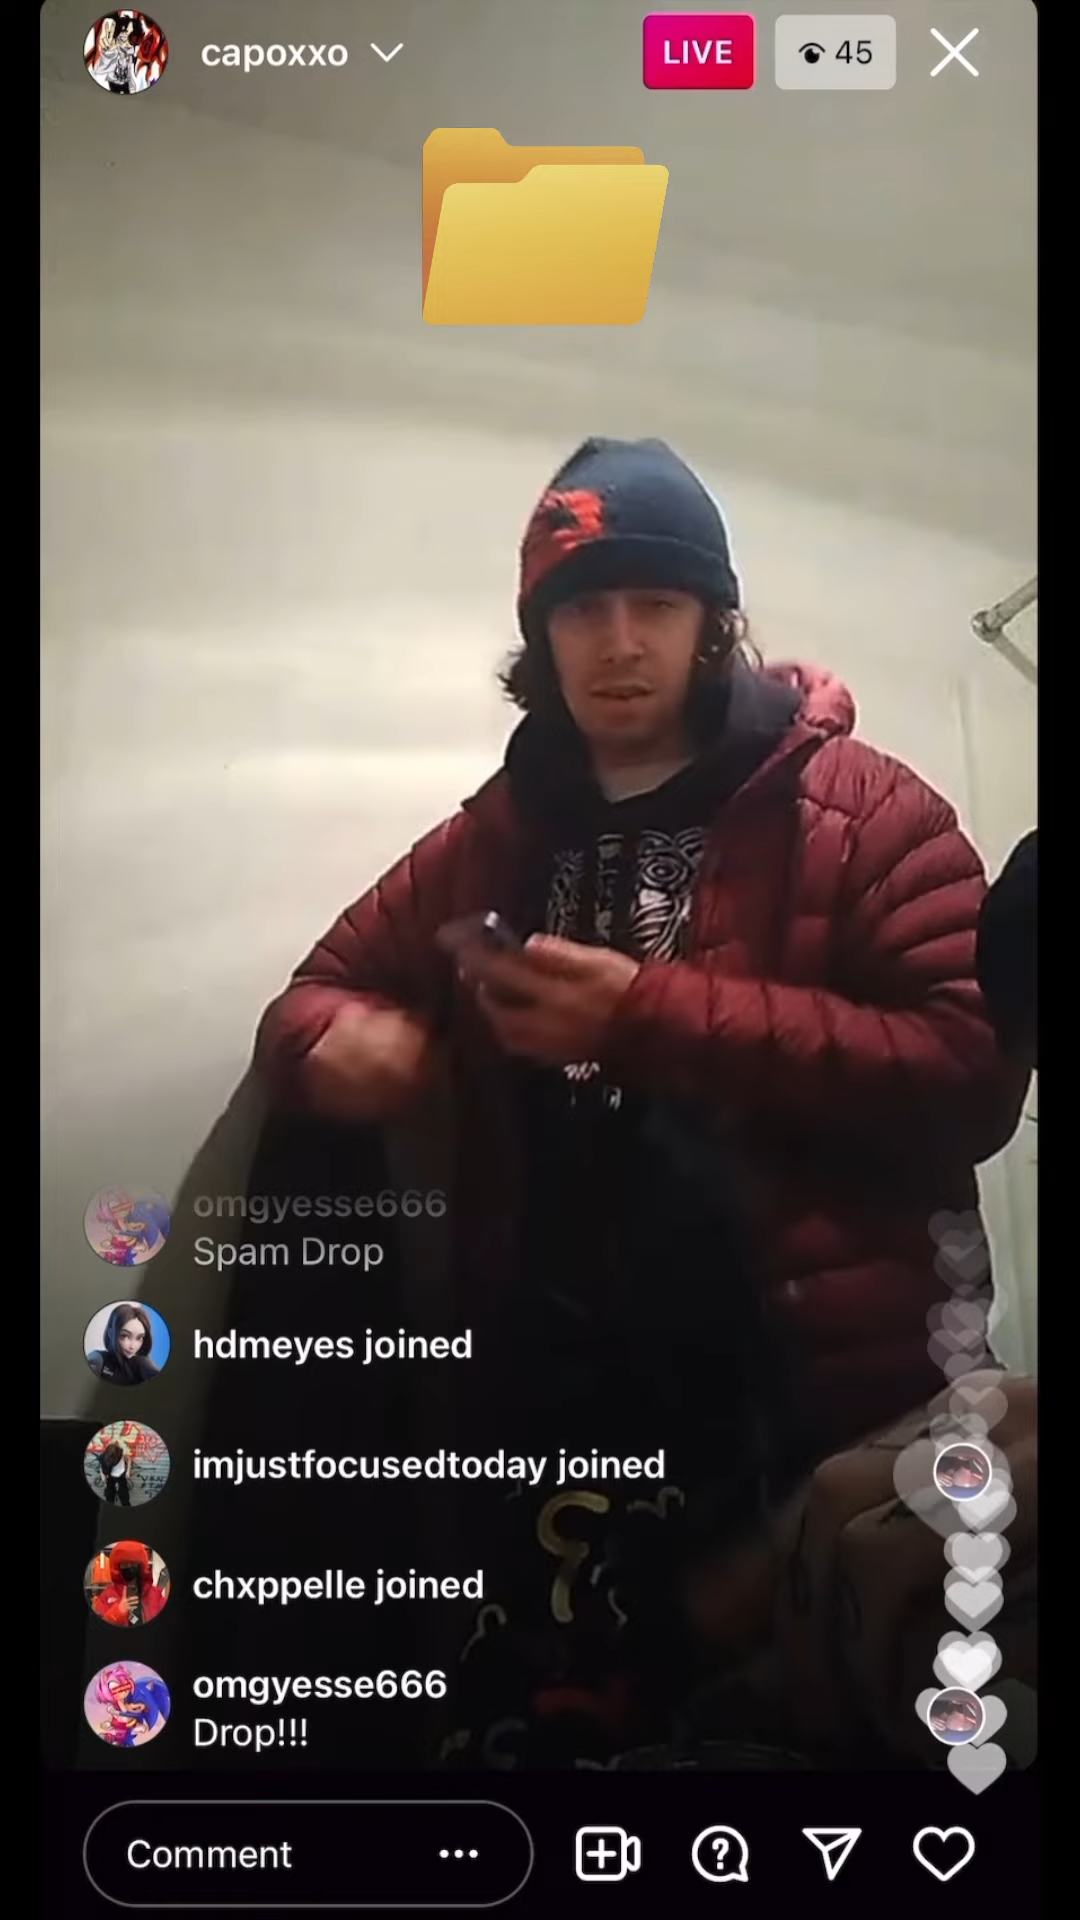 capoxxo
LIVE
45
omgyesse666
Spam Drop
hdmeyes joined
imjustfocusedtoday joined
chxppelle joined
omgyesse666
Drop!!!
Comment